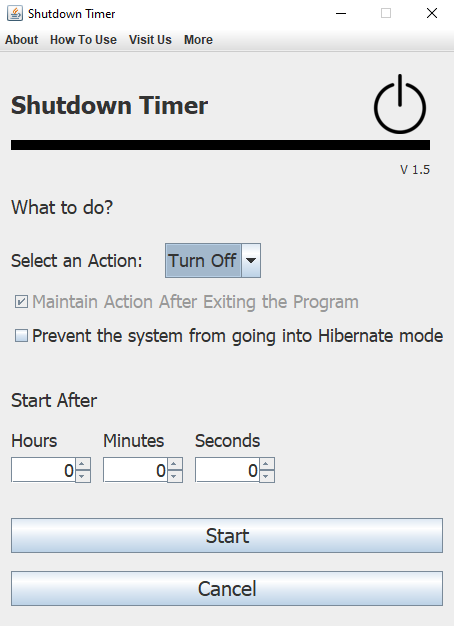 Shutdown Timer
About How To Use Visit Us More
Shutdown Timer
V 1.5
What to do?
Select an Action: Turn Off
Maintain Action After Exiting the Program
Prevent the system from going into Hibernate mode
Start After
Hours Minutes Seconds
0 0 0
Start
Cancel